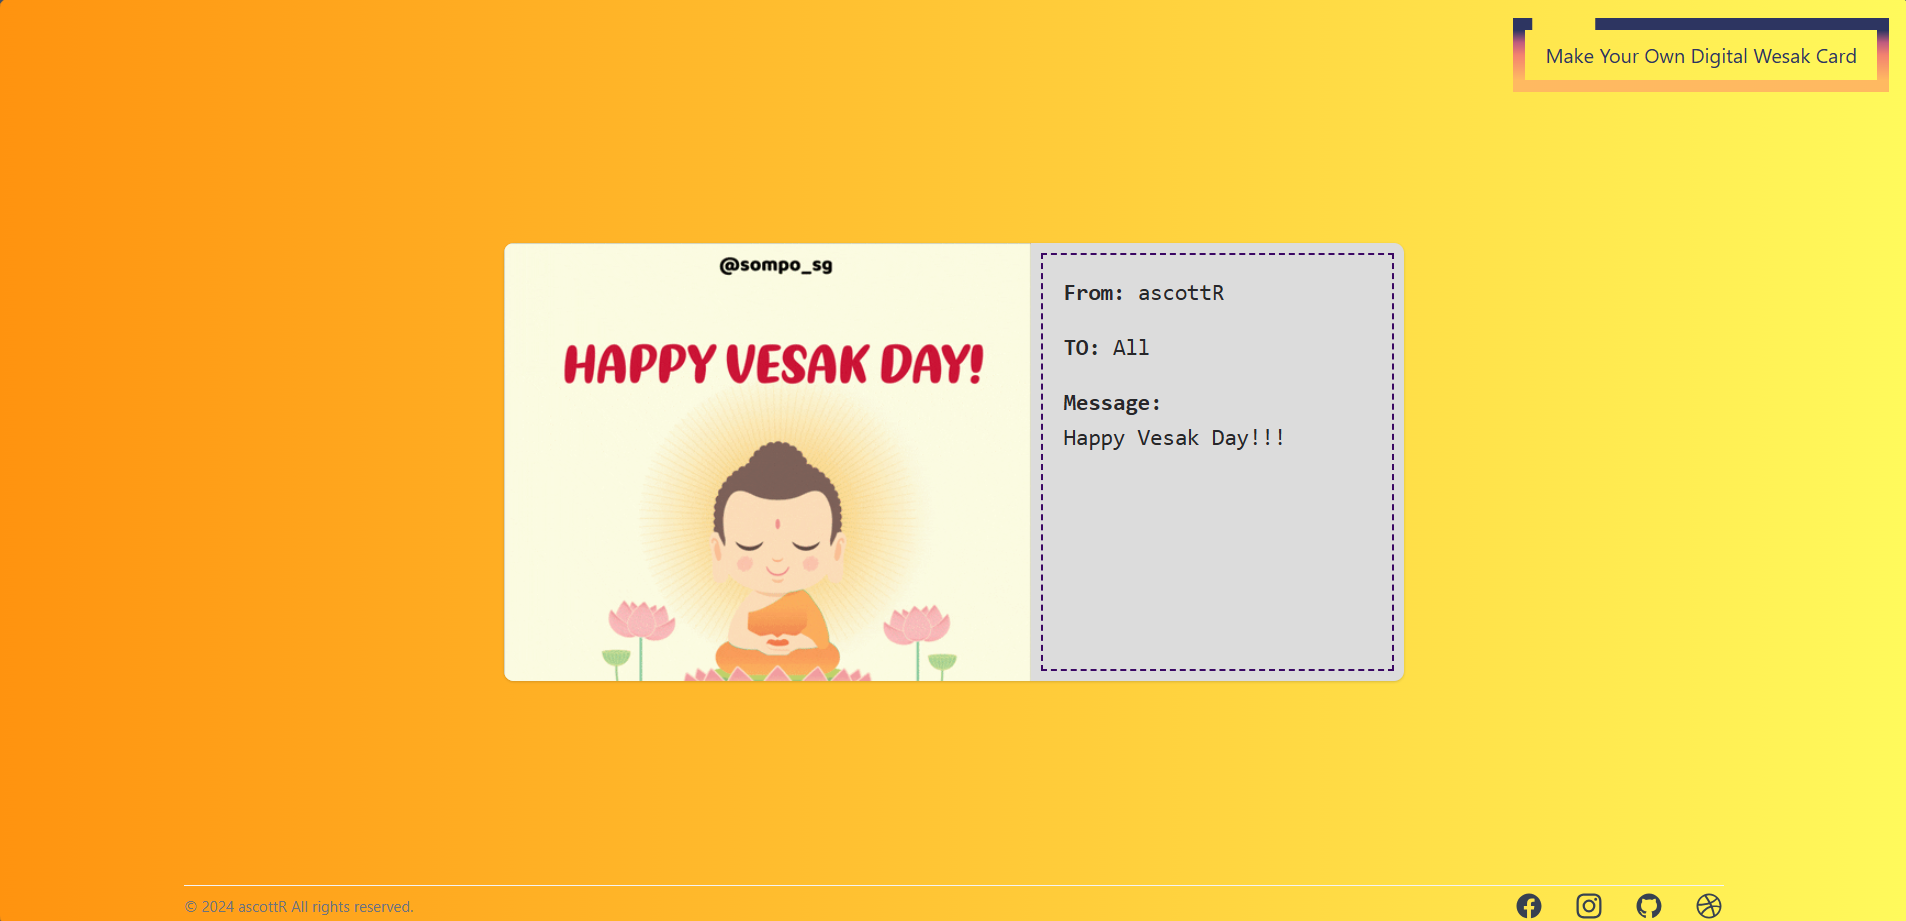 Make Your Own Digital Wesak Card
@sompo_sg
HAPPY VESAK DAY!
From: ascottR
TO: All
Message:
Happy Vesak Day!!!
© 2024 ascottR All rights reserved.